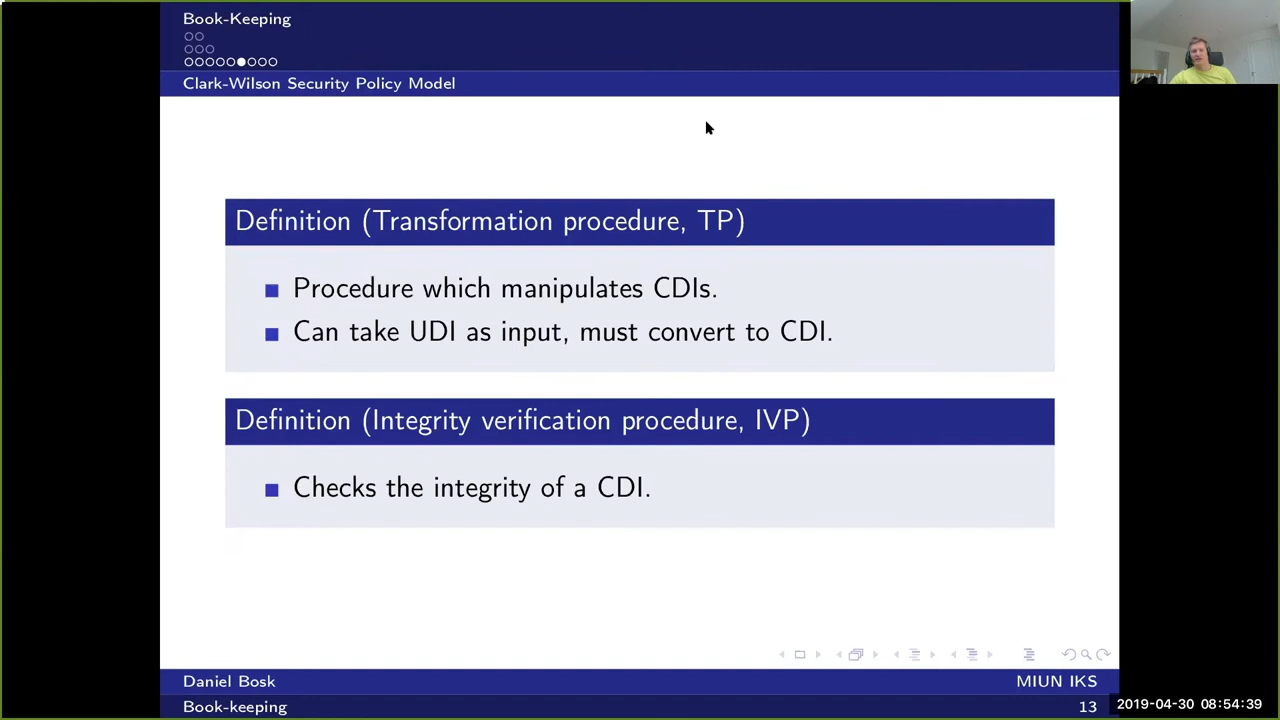 Book-Keeping
Clark-Wilson Security Policy Model
Definition (Transformation procedure, TP)
Procedure which manipulates CDIs.
Can take UDI as input, must convert to CDI.
Definition (Integrity verification procedure, IVP)
Checks the integrity of a CDI.
Daniel Bosk
MIUN IKS
Book-keeping
13
2019-04-30 08:54:39